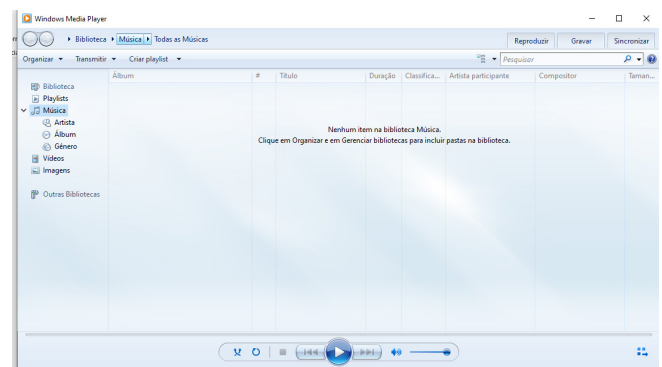 Windows Media Player
Biblioteca Música Todas as Músicas
Reproduzir Gravar Sincronizar
Organizar Transmitir Criar playlist
Pesquisar
Álbum # Título Duração Classifica... Artista participante Compositor Taman...
Biblioteca
Playlists
Música
Artista
Álbum
Gênero
Vídeos
Imagens
Outras Bibliotecas
Nenhum item na biblioteca Música.
Clique em Organizar e em Gerenciar bibliotecas para incluir pastas na biblioteca.